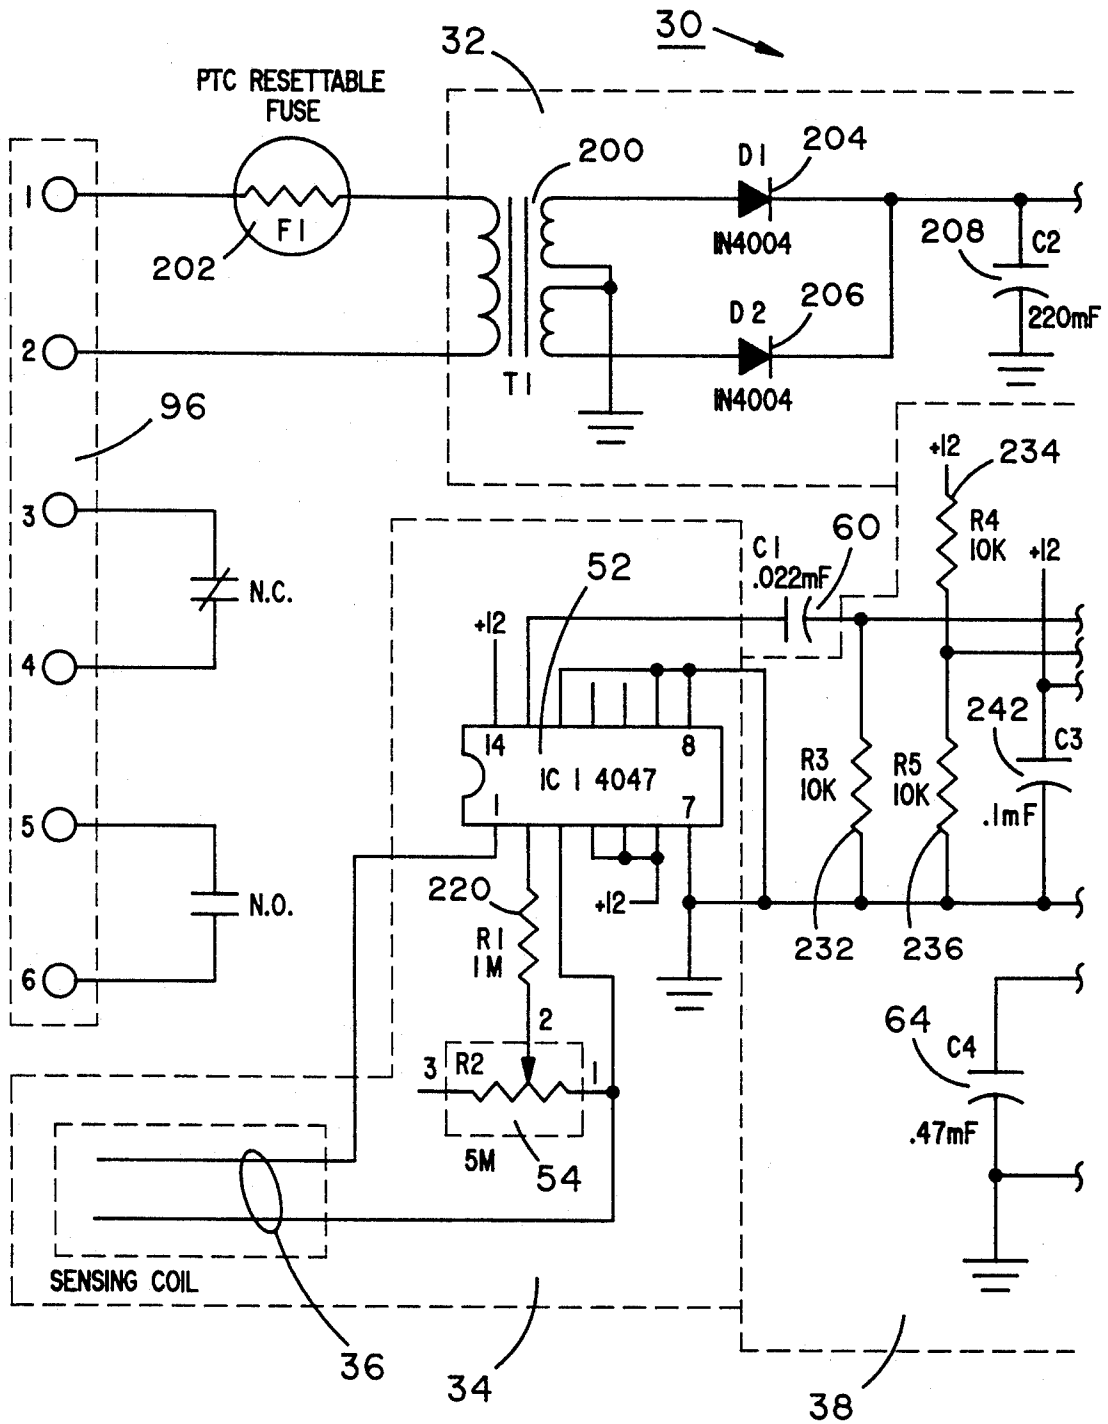 30
32
PTC RESETTABLE
FUSE
200
D1
204
1
F1
202
IN4004
208
C2
220mF
2
D2
206
T1
IN4004
96
+12
234
3
R4
10K
+12
C1
.022mF
60
52
N.C.
+12
4
242
C3
14
8
IC 1 4047
R3
10K
R5
10K
.1mF
1
7
5
220
+12
N.O.
R1
1M
232
236
6
2
64
C4
3
R2
1
.47mF
5M
54
SENSING COIL
36
34
38